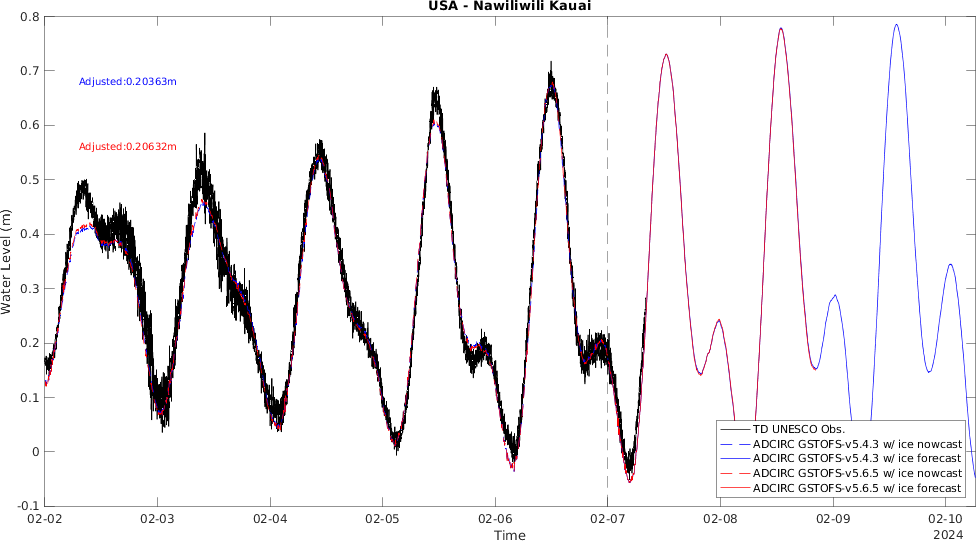 USA - Nawiliwili Kauai
0.8
0.7
0.6
0.5
0.4
0.3
0.2
0.1
0
-0.1
Water Level (m)
Adjusted:0.20363m
Adjusted:0.20632m
TD UNESCO Obs.
ADCIRC GSTOFS-v5.4.3 w/ ice nowcast
ADCIRC GSTOFS-v5.4.3 w/ ice forecast
ADCIRC GSTOFS-v5.6.5 w/ ice nowcast
ADCIRC GSTOFS-v5.6.5 w/ ice forecast
02-02 02-03 02-04 02-05 02-06 02-07 02-08 02-09 02-10
Time
2024